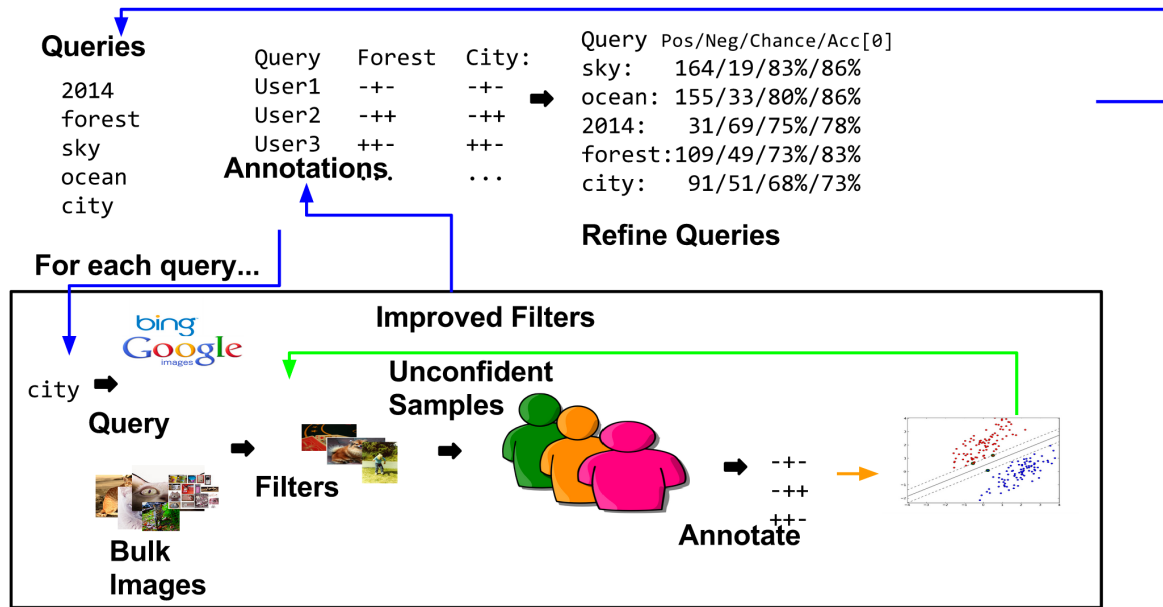 Queries
2014
forest
sky
ocean
city
Query Forest City:
User1 -+- -+-
User2 -++ -++
User3 ++- ++-
Annotations
... ...
Query Pos/Neg/Chance/Acc[0]
sky: 164/19/83%/86%
ocean: 155/33/80%/86%
2014: 31/69/75%/78%
forest:109/49/73%/83%
city: 91/51/68%/73%
Refine Queries
For each query...
Improved Filters
bing
Google
images
city
Query
Unconfident
Samples
Filters
Bulk
Images
-+-
-++
++-
Annotate